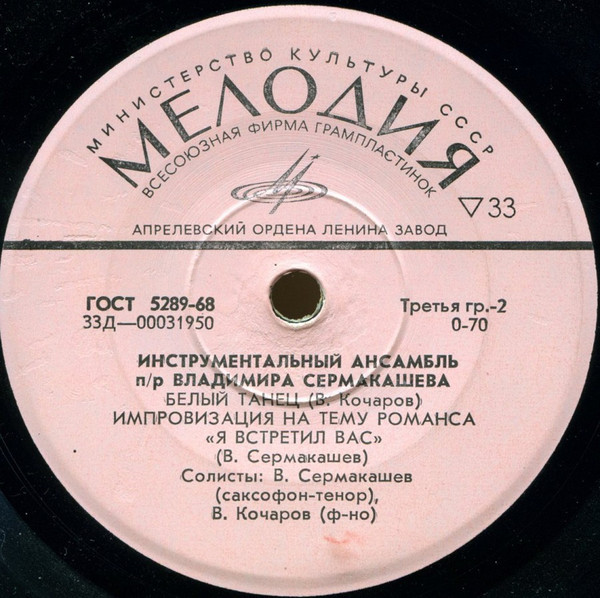 МИНИСТЕРСТВО КУЛЬТУРЫ СССР
МЕЛОДИЯ
ВСЕСОЮЗНАЯ ФИРМА ГРАМПЛАСТИНОК
▽33
АПРЕЛЕВСКИЙ ОРДЕНА ЛЕНИНА ЗАВОД
ГОСТ 5289-68 Третья гр.-2
33Д—00031950 0-70
ИНСТРУМЕНТАЛЬНЫЙ АНСАМБЛЬ
п/р ВЛАДИМИРА СЕРМАКАШЕВА
БЕЛЫЙ ТАНЕЦ (В. Кочаров)
ИМПРОВИЗАЦИЯ НА ТЕМУ РОМАНСА
«Я ВСТРЕТИЛ ВАС»
(В. Сермакашев)
Солисты: В. Сермакашев
(саксофон-тенор),
В. Кочаров (ф-но)